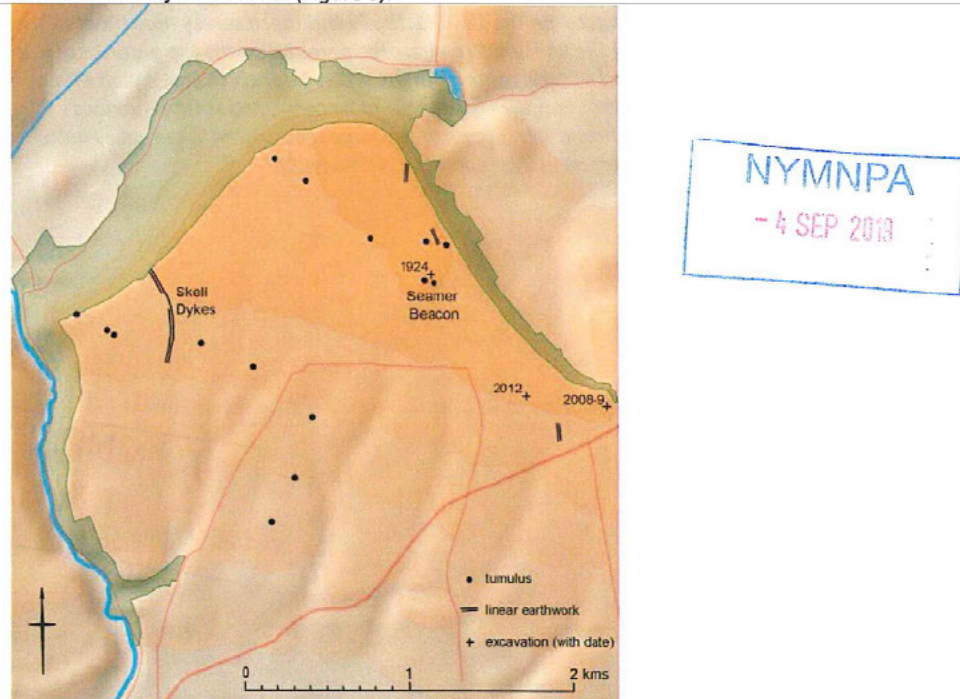 NYMNPA
- 4 SEP 2019
1924
Seamer
Beacon
Skell
Dykes
2012
2008-9
tumulus
linear earthwork
excavation (with date)
0 1 2 kms